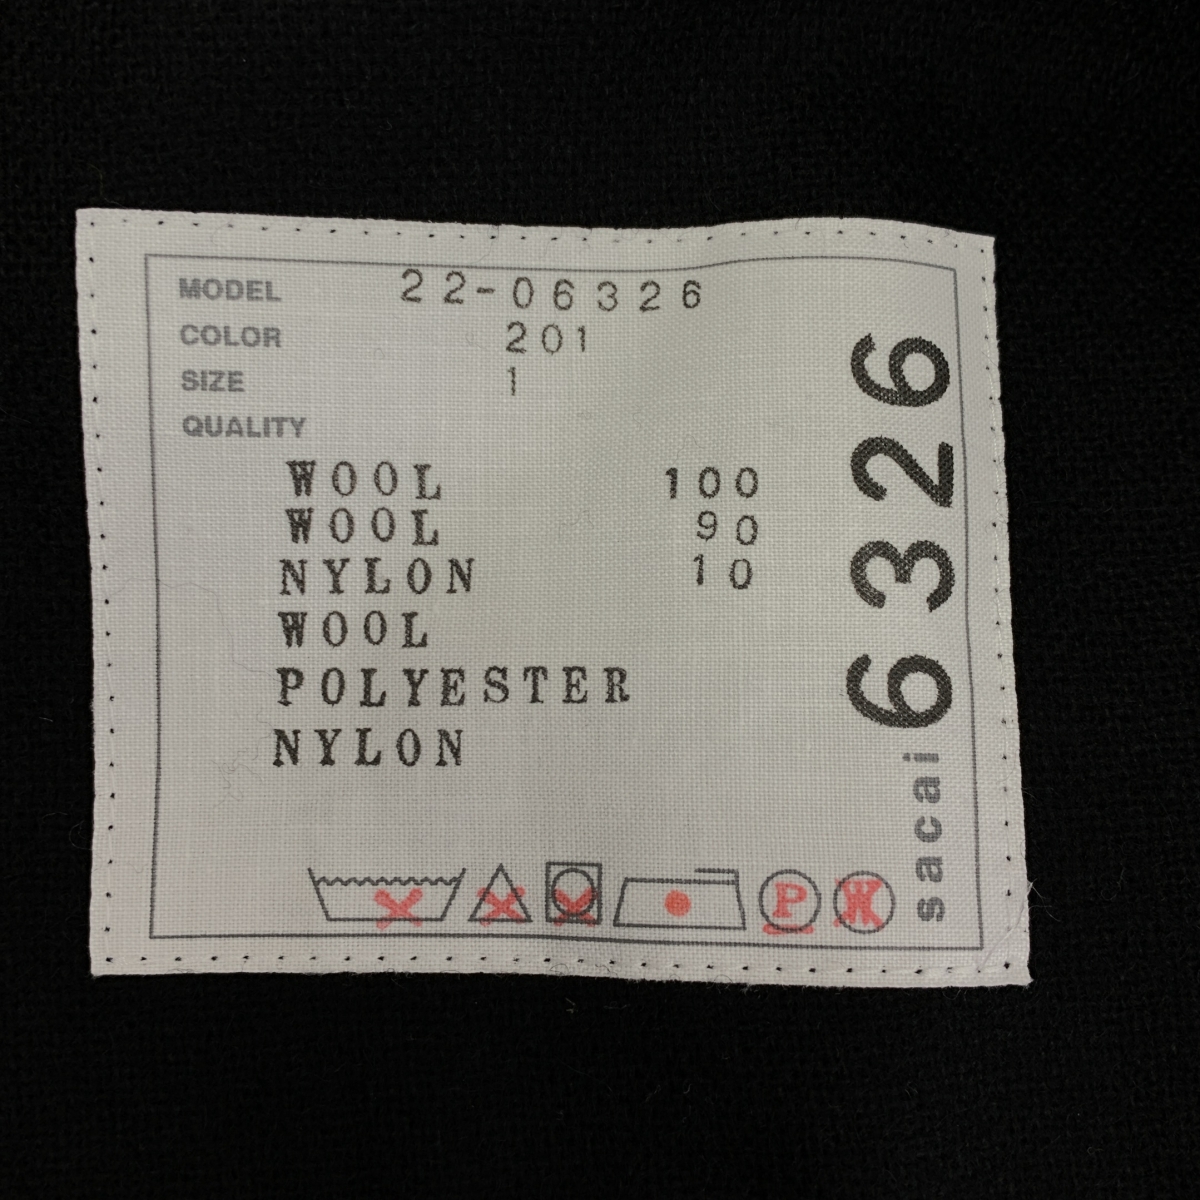 MODEL 22-06326
COLOR 201
SIZE 1
QUALITY
WOOL 100
WOOL 90
NYLON 10
WOOL
POLYESTER
NYLON
P W
sacai 6326